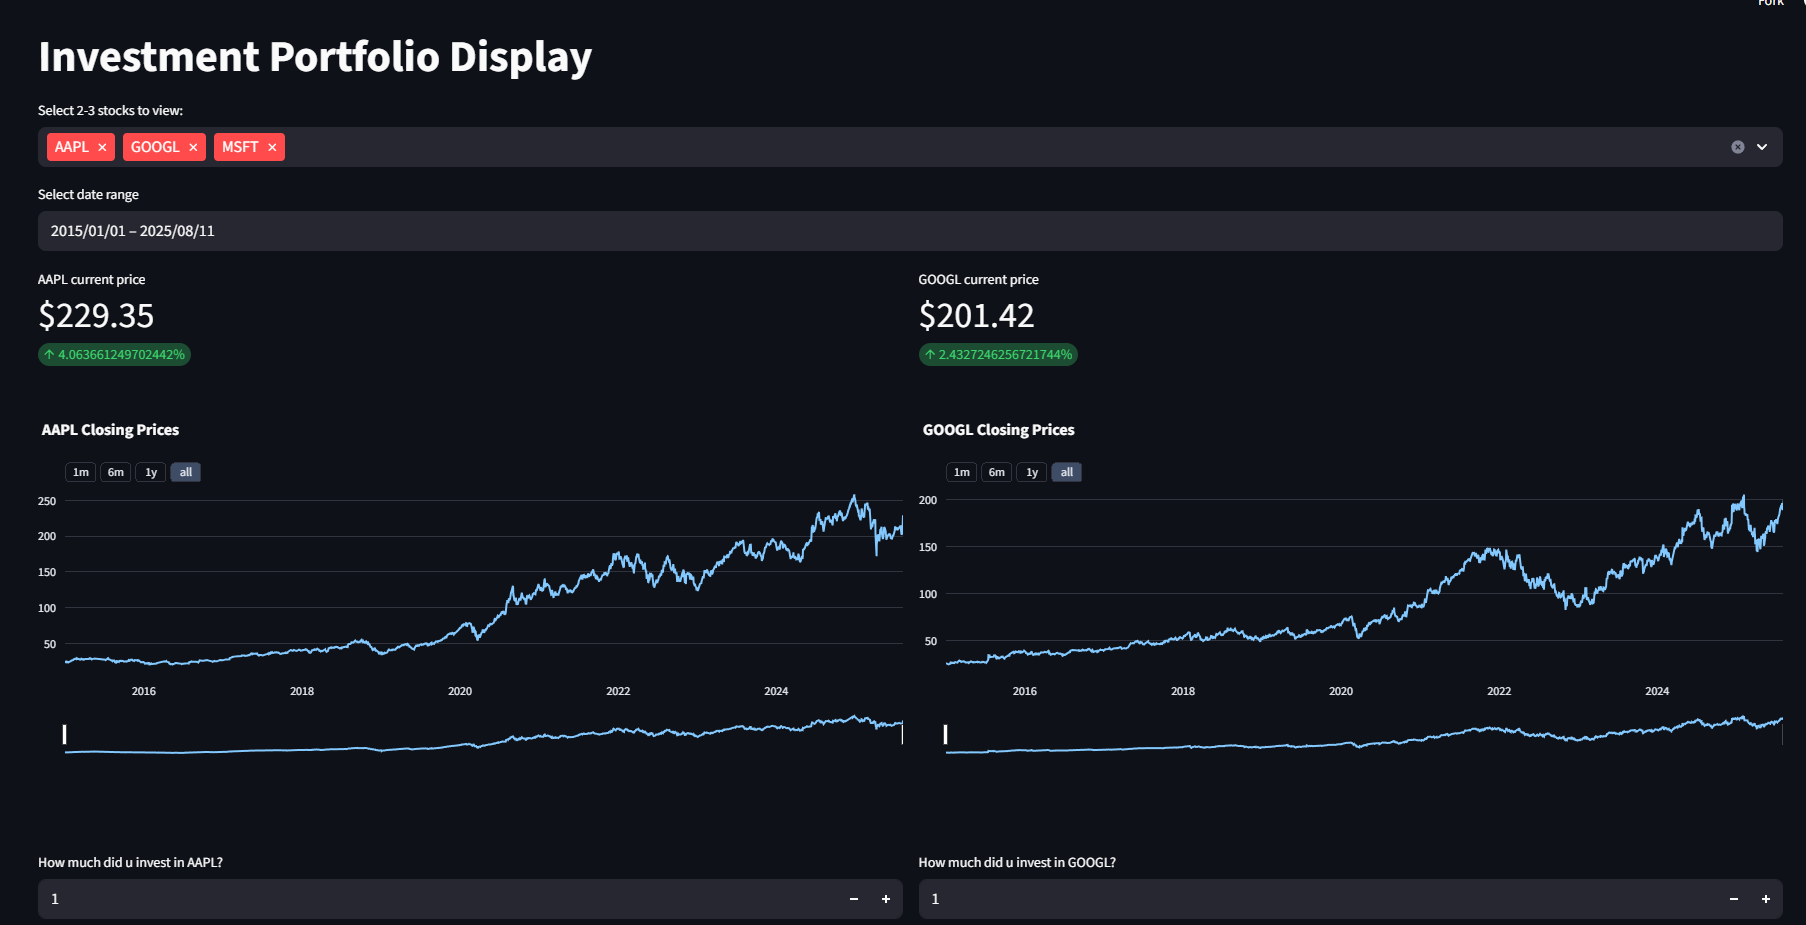 Fork
Investment Portfolio Display
Select 2-3 stocks to view:
AAPL × GOOGL × MSFT ×
Select date range
2015/01/01 – 2025/08/11
AAPL current price
$229.35
↑ 4.063661249702442%
GOOGL current price
$201.42
↑ 2.4327246256721744%
AAPL Closing Prices
1m 6m 1y all
250
200
150
100
50
2016 2018 2020 2022 2024
GOOGL Closing Prices
1m 6m 1y all
200
150
100
50
2016 2018 2020 2022 2024
How much did u invest in AAPL?
1 − +
How much did u invest in GOOGL?
1 − +